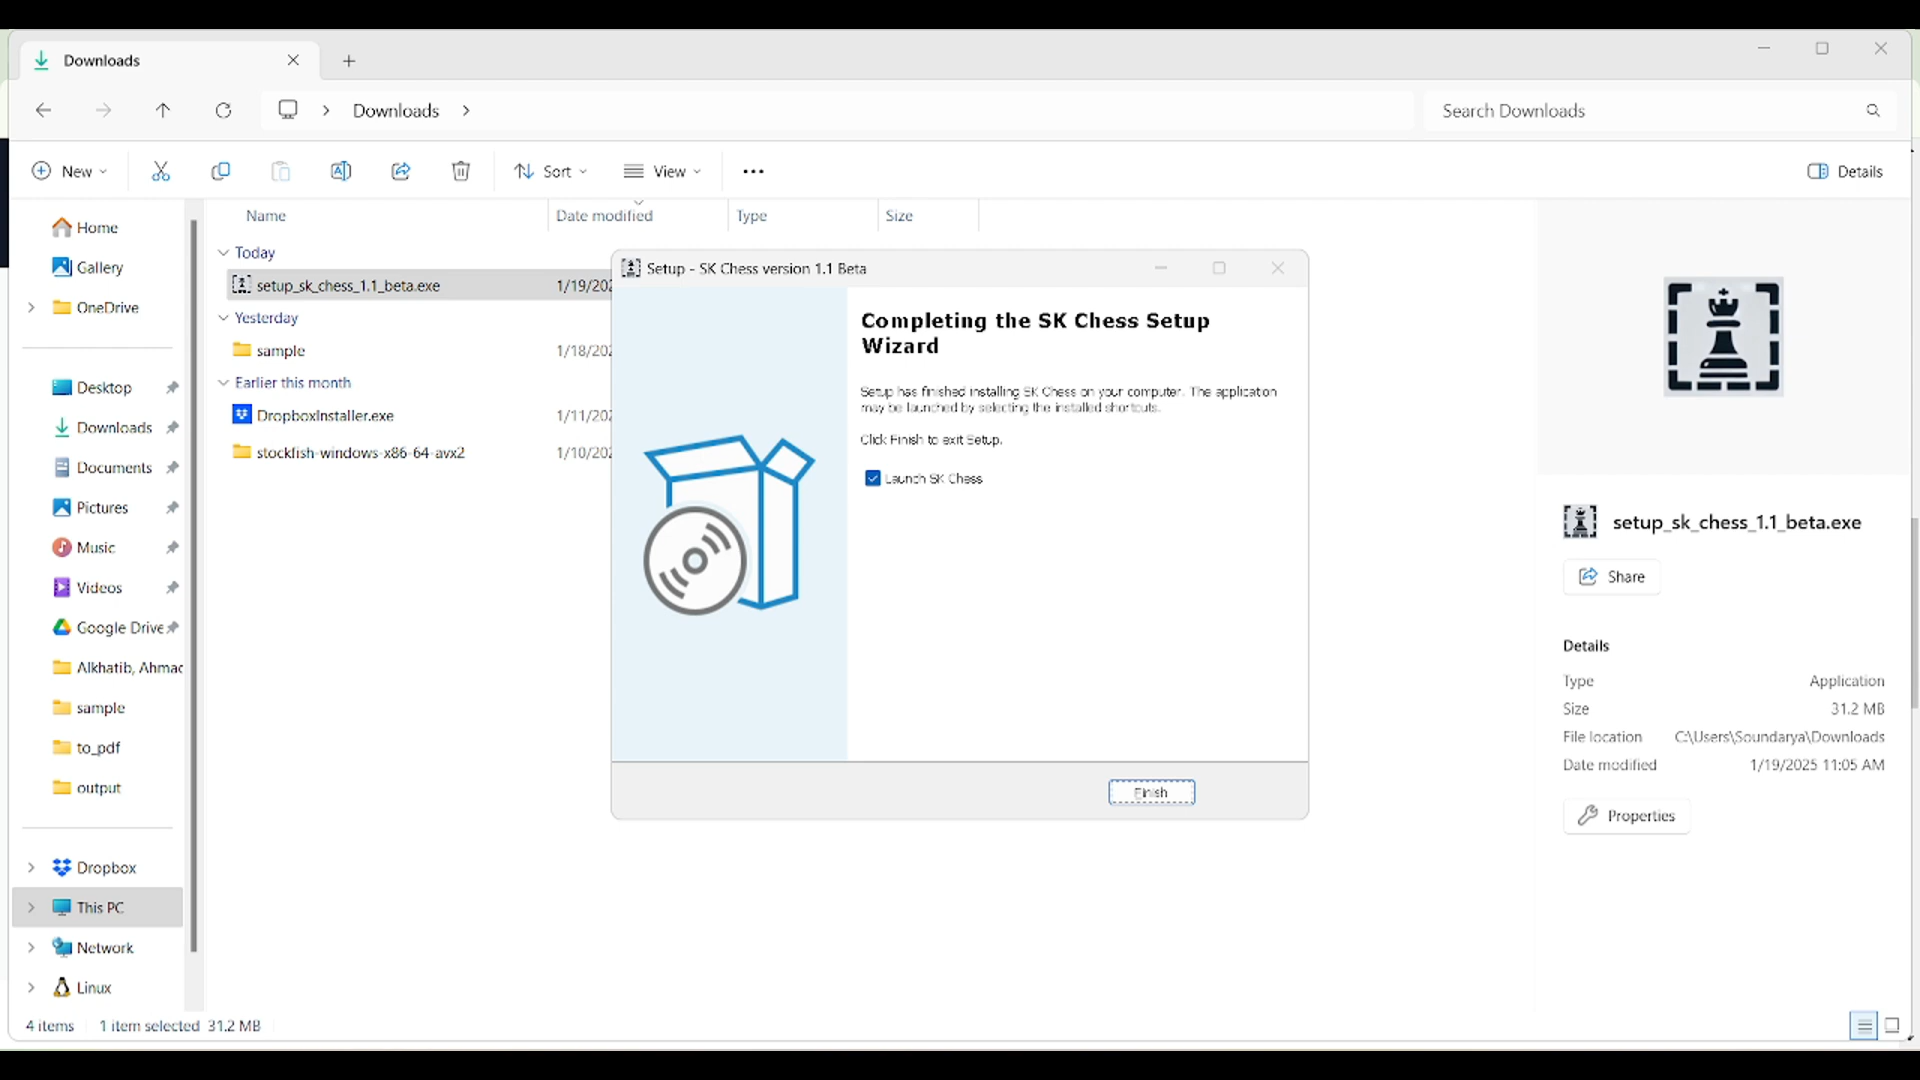 Downloads
Downloads
Search Downloads
New
Sort
View
Details
Home
Gallery
OneDrive
Desktop
Downloads
Documents
Pictures
Music
Videos
Google Drive
Alkhatib, Ahmad
sample
to_pdf
output
Dropbox
This PC
Network
Linux
Name Date modified Type Size
Today
setup_sk_chess_1.1_beta.exe 1/19/202
Yesterday
sample 1/18/202
Earlier this month
DropboxInstaller.exe 1/11/202
stockfish-windows-x86-64-avx2 1/10/202
Setup - SK Chess version 1.1 Beta
Completing the SK Chess Setup
Wizard
Setup has finished installing SK Chess on your computer. The application
may be launched by selecting the installed shortcuts.
Click Finish to exit Setup.
Launch SK Chess
Finish
setup_sk_chess_1.1_beta.exe
Share
Details
Type Application
Size 31.2 MB
File location C:\Users\Soundarya\Downloads
Date modified 1/19/2025 11:05 AM
Properties
4 items 1 item selected 31.2 MB